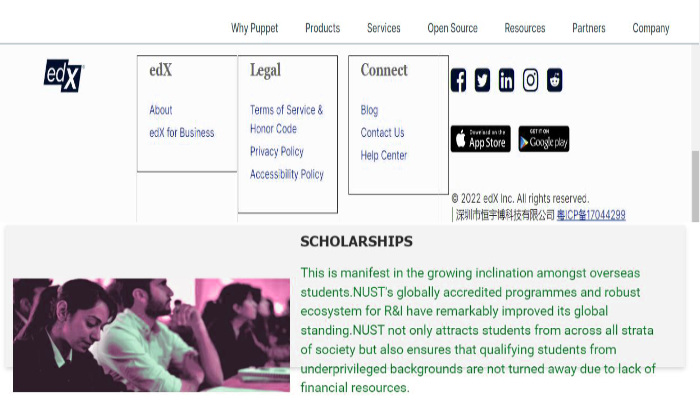 Why Puppet Products Services Open Source Resources Partners Company
edX
edX
About
edX for Business
Legal
Terms of Service &
Honor Code
Privacy Policy
Accessibility Policy
Connect
Blog
Contact Us
Help Center
Download on the
App Store
GET IT ON
Google play
© 2022 edX Inc. All rights reserved.
深圳市恒宇博科技有限公司 粤ICP备17044299
SCHOLARSHIPS
This is manifest in the growing inclination amongst overseas
students.NUST's globally accredited programmes and robust
ecosystem for R&I have remarkably improved its global
standing.NUST not only attracts students from across all strata
of society but also ensures that qualifying students from
underprivileged backgrounds are not turned away due to lack of
financial resources.